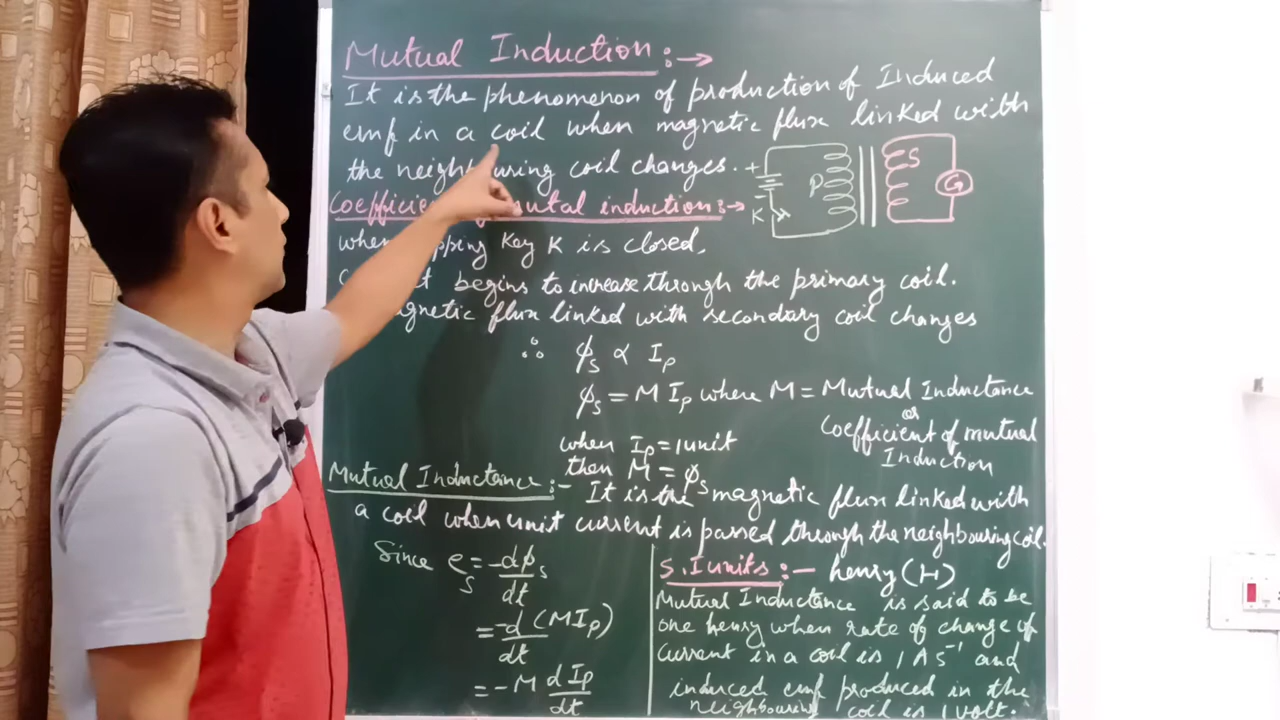 Mutual Induction :→
It is the phenomenon of production of Induced
emf in a coil when magnetic flux linked with
the neighbouring coil changes.
+ - K P S G
Coefficie mutal induction:→
when pping Key K is closed,
t begins to increase through the primary coil.
agnetic flux linked with secondary coil changes
∴ ϕs ∝ Ip
ϕs = M Ip where M = Mutual Inductance
or
Coefficient of mutual
Induction
when Ip = 1 unit
then M = ϕs
Mutual Inductance :- It is the magnetic flux linked with
a coil when unit current is passed through the neighbouring coil.
Since es = -dϕs/dt
= -d/dt (MIp)
= -M dIp/dt
S.I units :- henry (H)
Mutual Inductance is said to be
one henry when rate of change of
current in a coil is 1 A s⁻¹ and
induced emf produced in the
neighbouring coil is 1 volt.